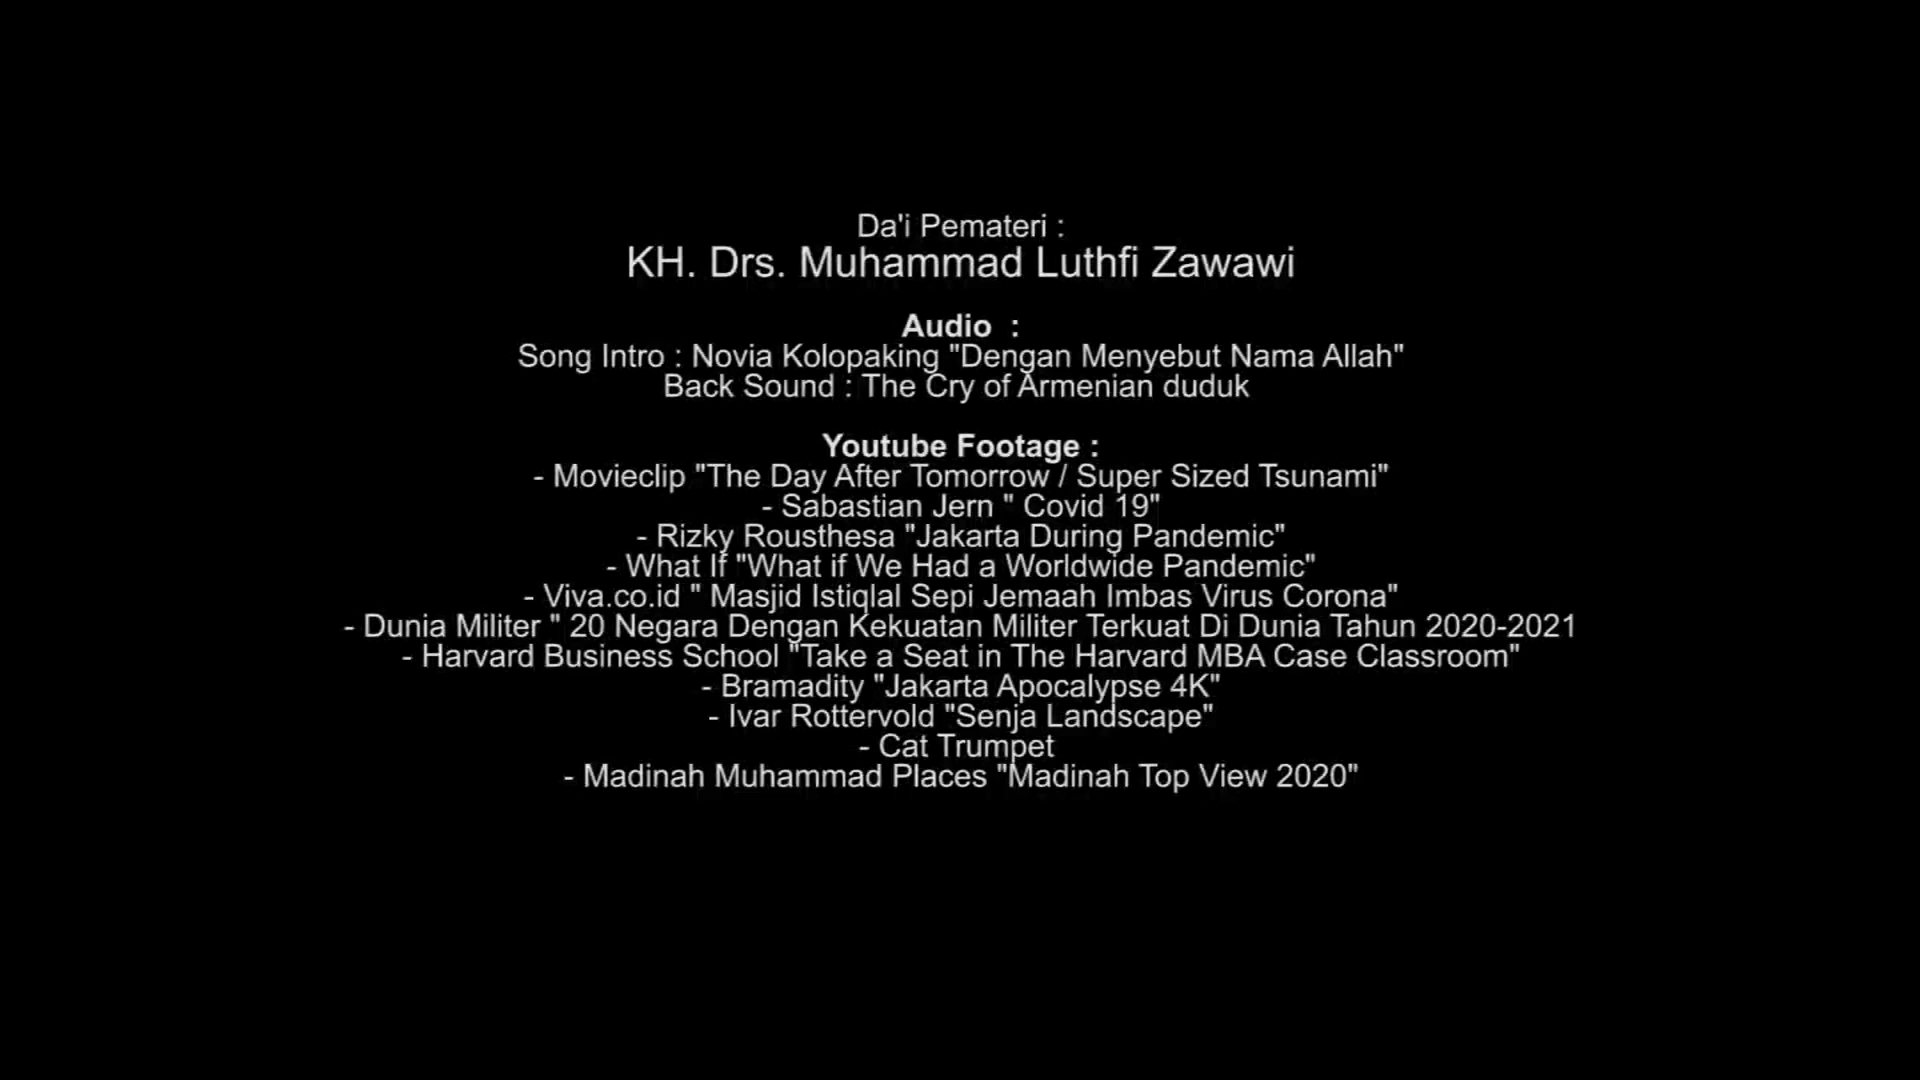 Da'i Pemateri :
KH. Drs. Muhammad Luthfi Zawawi
Audio  :
Song Intro : Novia Kolopaking "Dengan Menyebut Nama Allah"
Back Sound : The Cry of Armenian duduk
Youtube Footage :
- Movieclip "The Day After Tomorrow / Super Sized Tsunami"
- Sabastian Jern " Covid 19"
- Rizky Rousthesa "Jakarta During Pandemic"
- What If "What if We Had a Worldwide Pandemic"
- Viva.co.id " Masjid Istiqlal Sepi Jemaah Imbas Virus Corona"
- Dunia Militer " 20 Negara Dengan Kekuatan Militer Terkuat Di Dunia Tahun 2020-2021
- Harvard Business School "Take a Seat in The Harvard MBA Case Classroom"
- Bramadity "Jakarta Apocalypse 4K"
- Ivar Rottervold "Senja Landscape"
- Cat Trumpet
- Madinah Muhammad Places "Madinah Top View 2020"